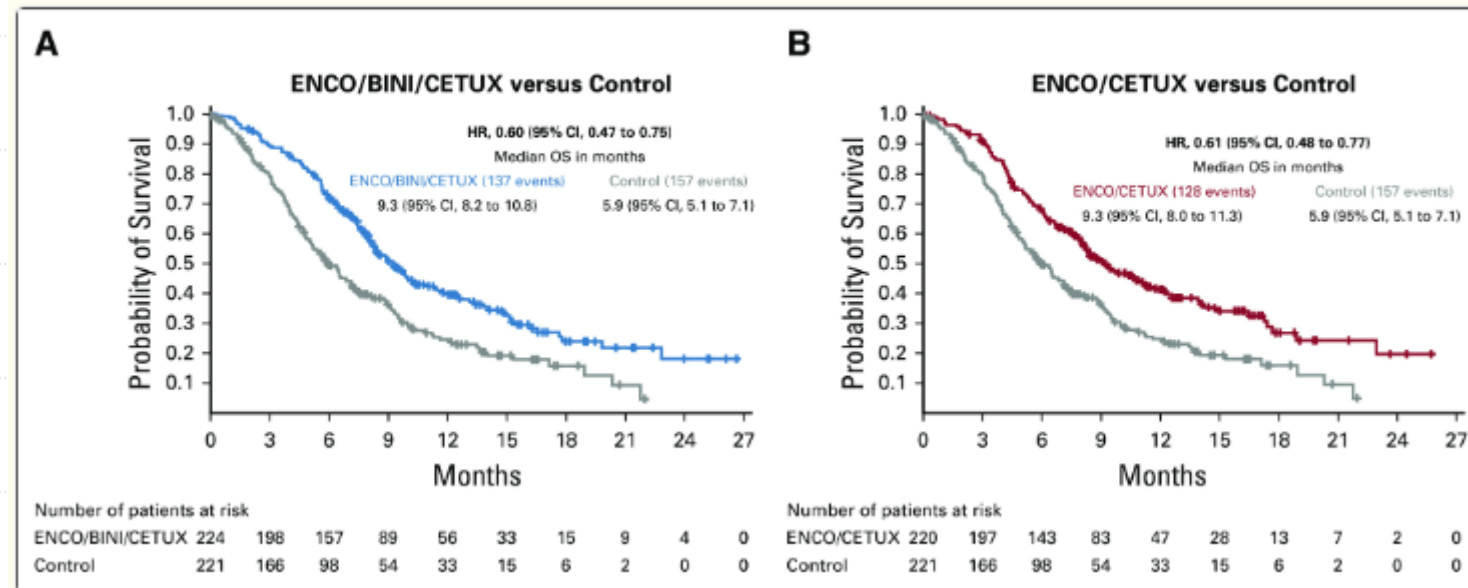 A
ENCO/BINI/CETUX versus Control
HR, 0.60 (95% CI, 0.47 to 0.75)
Median OS in months
ENCO/BINI/CETUX (137 events) Control (157 events)
9.3 (95% CI, 8.2 to 10.8) 5.9 (95% CI, 5.1 to 7.1)
Probability of Survival
1.0
0.9
0.8
0.7
0.6
0.5
0.4
0.3
0.2
0.1
0 3 6 9 12 15 18 21 24 27
Months
Number of patients at risk
ENCO/BINI/CETUX 224 198 157 89 56 33 15 9 4 0
Control 221 166 98 54 33 15 6 2 0 0
B
ENCO/CETUX versus Control
HR, 0.61 (95% CI, 0.48 to 0.77)
Median OS in months
ENCO/CETUX (128 events) Control (157 events)
9.3 (95% CI, 8.0 to 11.3) 5.9 (95% CI, 5.1 to 7.1)
Probability of Survival
1.0
0.9
0.8
0.7
0.6
0.5
0.4
0.3
0.2
0.1
0 3 6 9 12 15 18 21 24 27
Months
Number of patients at risk
ENCO/CETUX 220 197 143 83 47 28 13 7 2 0
Control 221 166 98 54 33 15 6 2 0 0